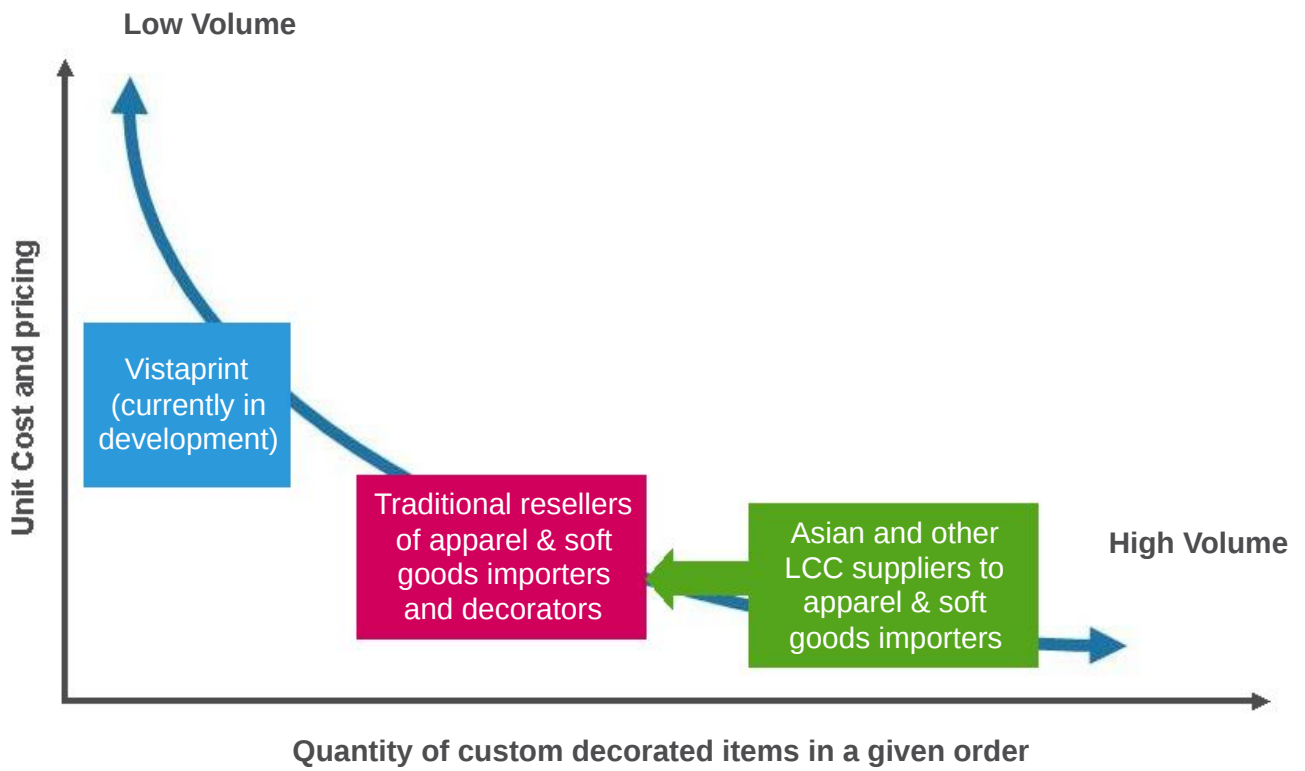 Low Volume
Unit Cost and pricing
Vistaprint
(currently in
development)
Traditional resellers
of apparel & soft
goods importers
and decorators
Asian and other
LCC suppliers to
apparel & soft
goods importers
High Volume
Quantity of custom decorated items in a given order